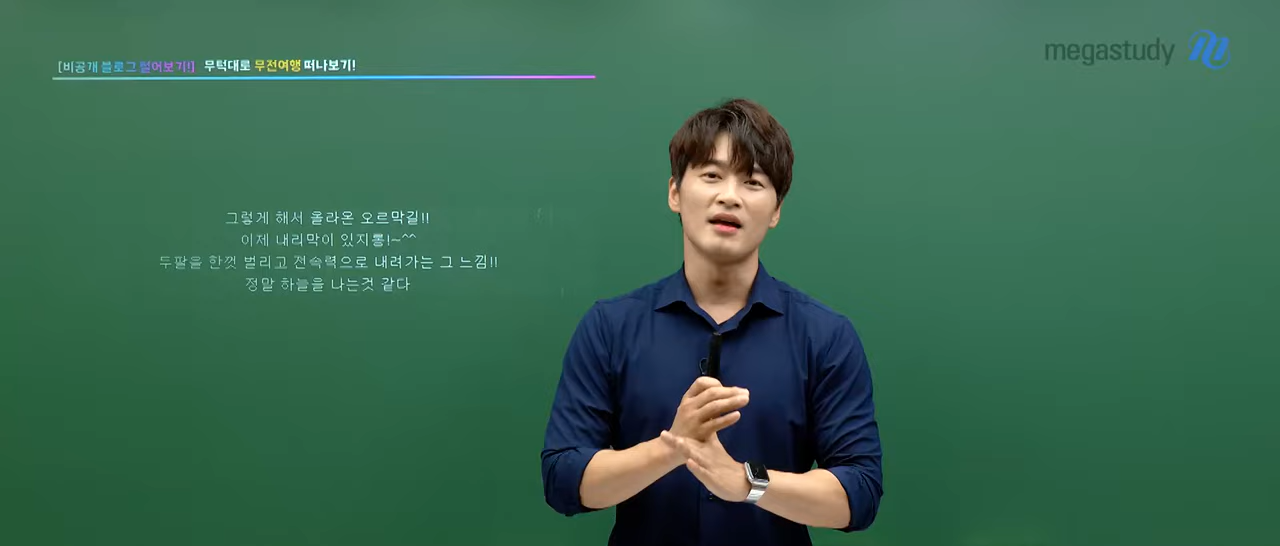 [비공개 블로그 털어보기!] 무턱대로 무전여행 떠나보기!
megastudy
그렇게 해서 올라온 오르막길!!
이제 내리막이 있지롱!~^^
두팔을 한껏 벌리고 전속력으로 내려가는 그 느낌!!
정말 하늘을 나는것 같다